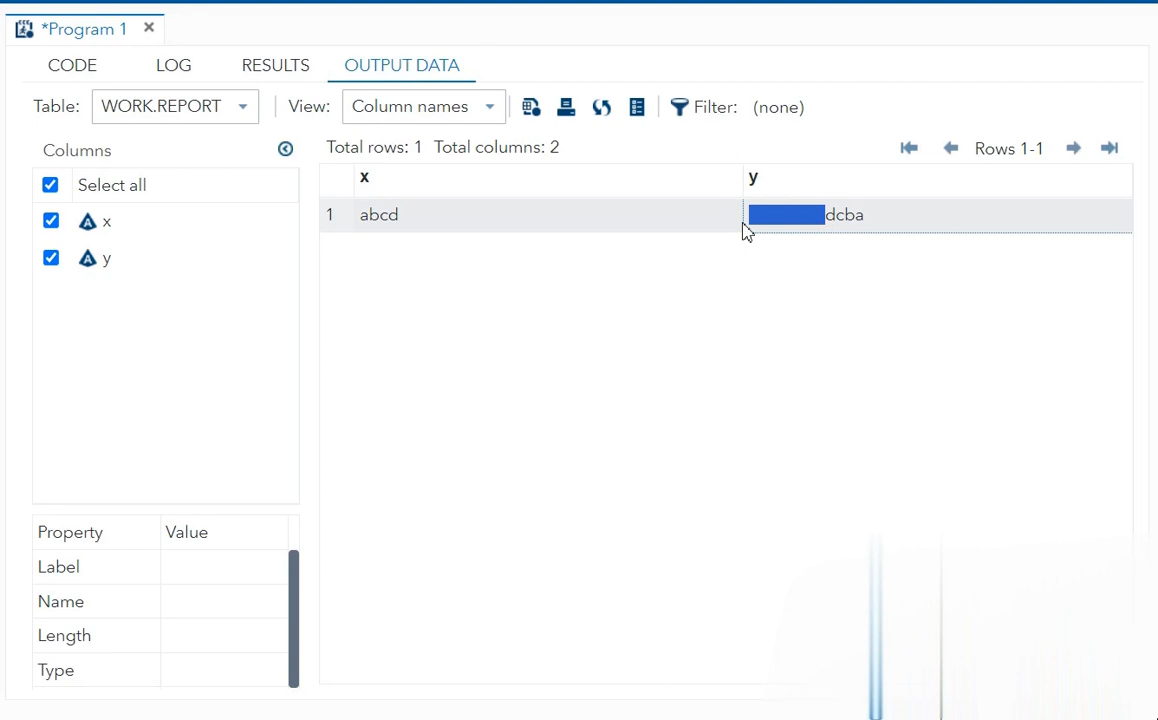 *Program 1
CODE LOG RESULTS OUTPUT DATA
Table: WORK.REPORT View: Column names Filter: (none)
Columns
Total rows: 1 Total columns: 2
Rows 1-1
Select all
x
y
x y
1 abcd dcba
Property Value
Label
Name
Length
Type